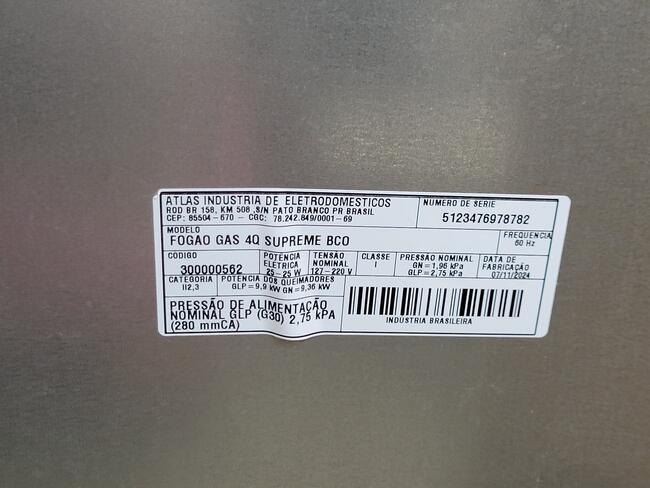 ATLAS INDUSTRIA DE ELETRODOMESTICOS
ROD BR 158, KM 508 ,S/N PATO BRANCO PR BRASIL
CEP: 85504-670 - CGC: 78.242.849/0001-69
NUMERO DE SERIE
5123476978782
MODELO
FOGAO GAS 4Q SUPREME BCO
FREQUENCIA
60 Hz
CODIGO
300000562
POTENCIA
ELETRICA
25-25 W
TENSÃO
NOMINAL
127-220 V
CLASSE
I
PRESSÃO NOMINAL
GN=1,96 kPa
GLP=2,75 kPa
DATA DE
FABRICAÇÃO
07/11/2024
CATEGORIA
II2,3
POTENCIA DOS QUEIMADORES
GLP=9,9 kW GN=9,36 kW
PRESSÃO DE ALIMENTAÇÃO
NOMINAL GLP (G30) 2,75 kPa
(280 mmCA)
INDUSTRIA BRASILEIRA